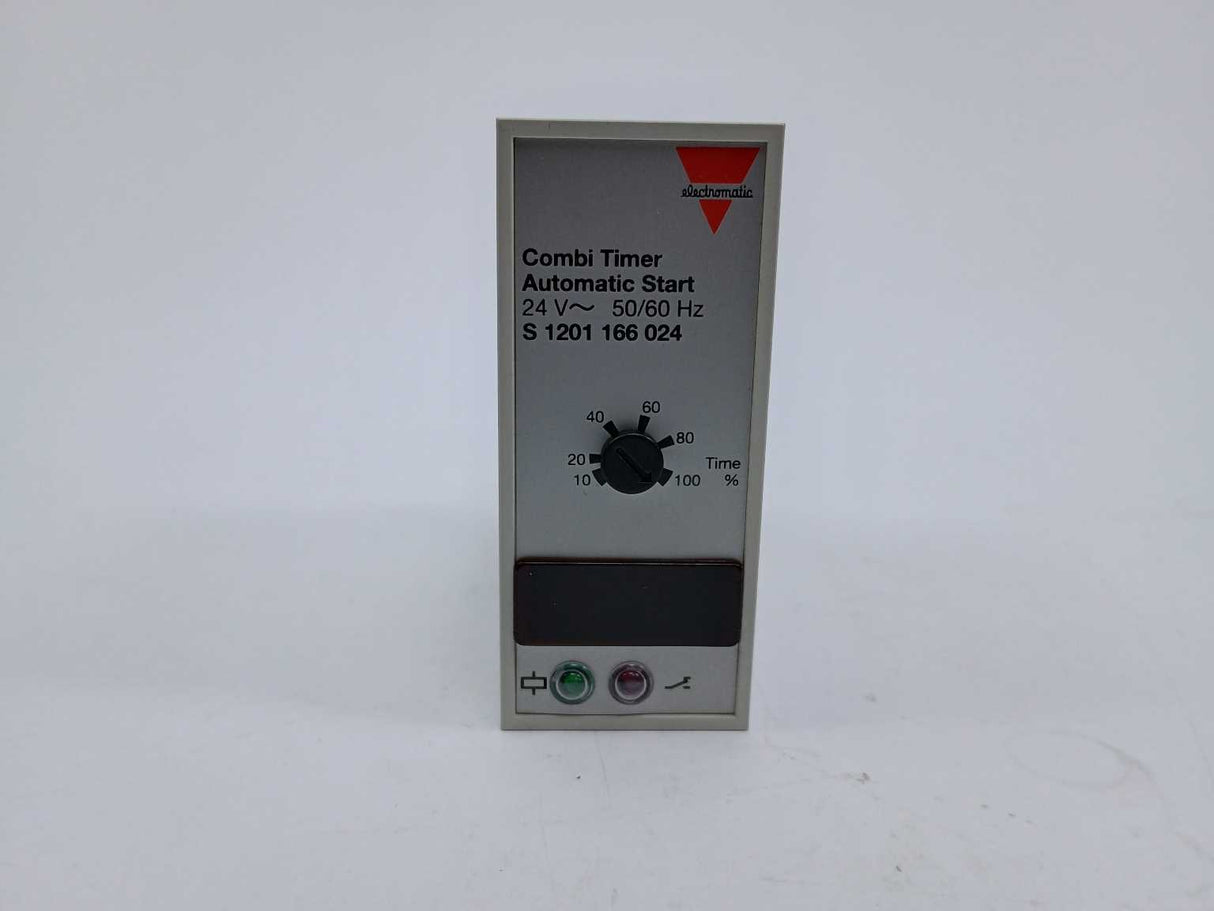 electromatic
Combi Timer
Automatic Start
24 V~ 50/60 Hz
S 1201 166 024
40 60
20 80
10 100
Time
%